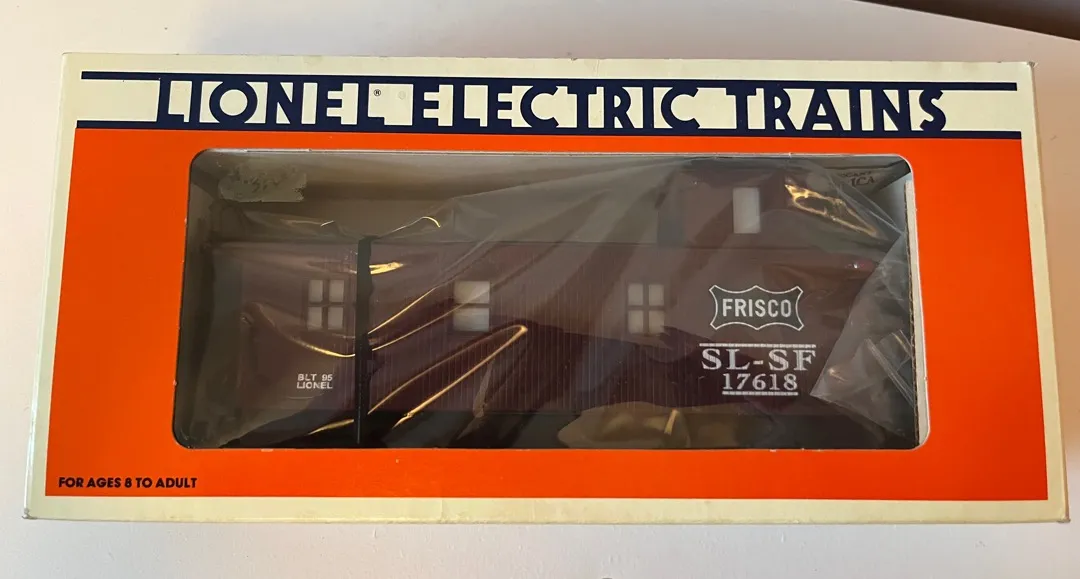 LIONEL® ELECTRIC TRAINS
FRISCO
SL-SF
17618
BLT 95
LIONEL
FOR AGES 8 TO ADULT